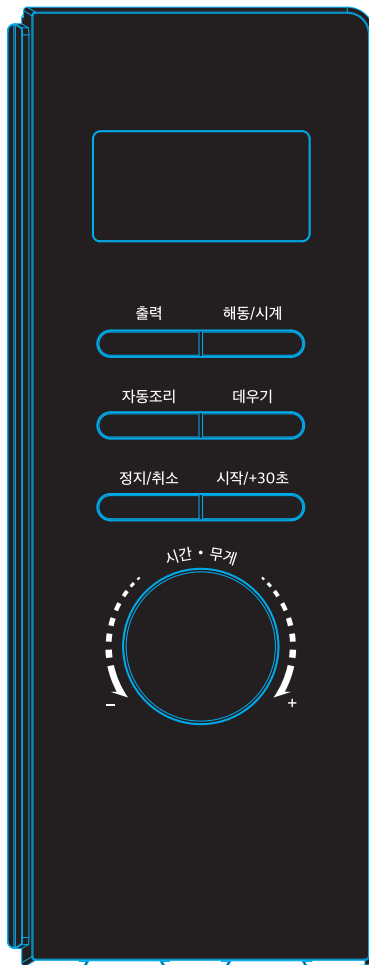 출력 해동/시계
자동조리 데우기
정지/취소 시작/+30초
시간 • 무게
– +